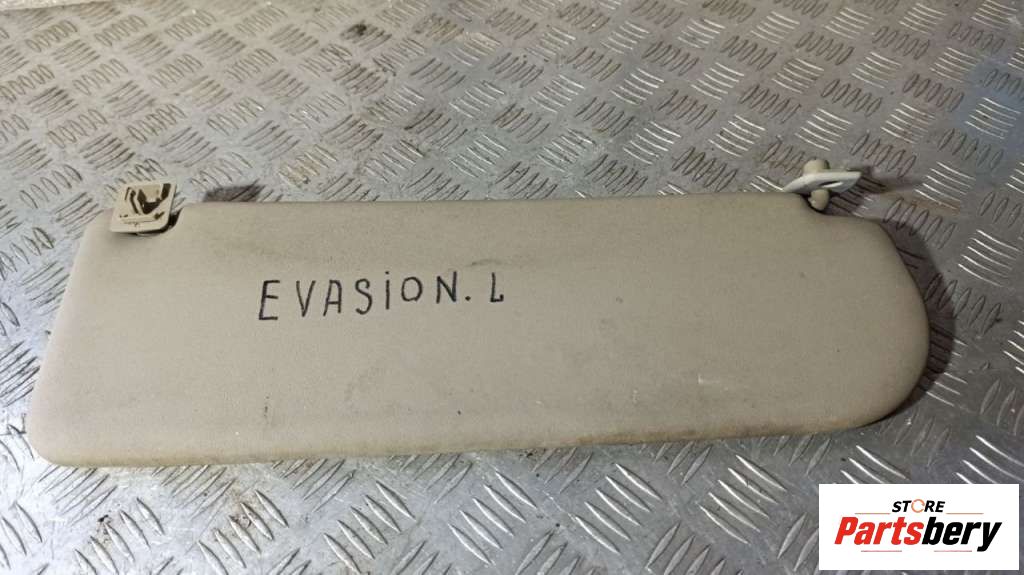 EVASiON. L
STORE
Partsbery